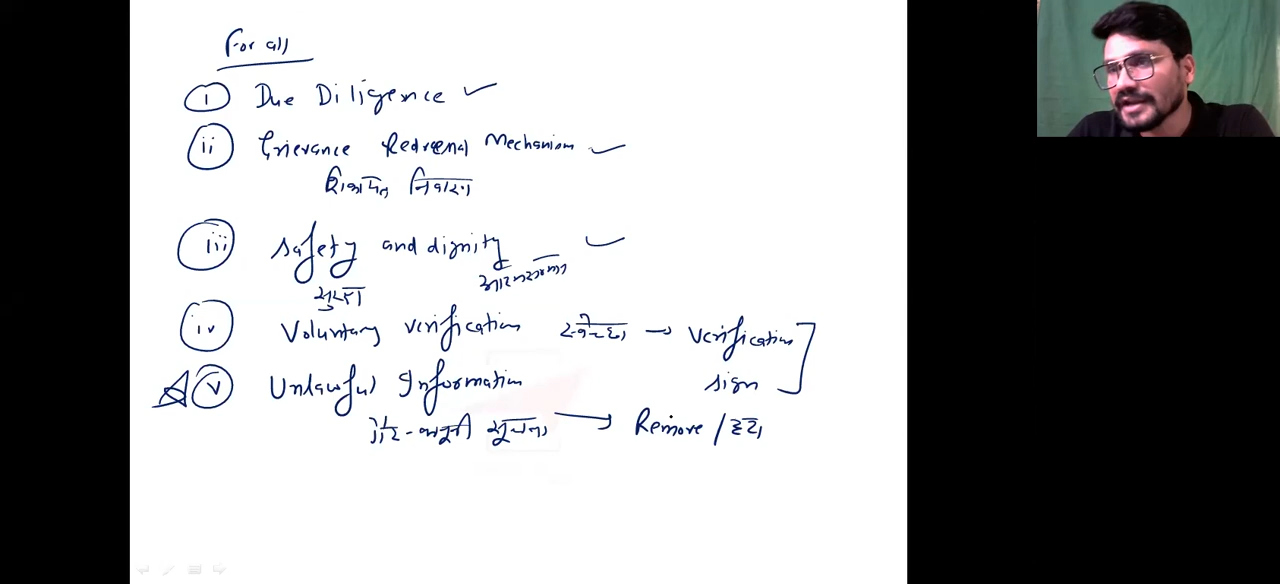 For all
i Due Diligence
ii Grievance Redressal Mechanism
शिकायत निवारण
iii Safety and dignity
सुरक्षा आत्मसम्मान
iv Voluntary verification स्वेच्छा → Verification sign
v Unlawful Information
गैर-कानूनी सूचना → Remove / हटा